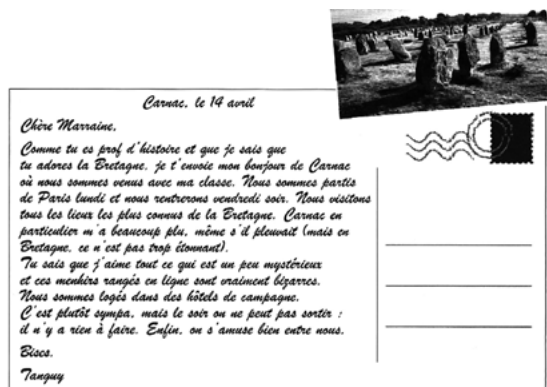 Carnac, le 14 avril
Chère Marraine,
Comme tu es prof d'histoire et que je sais que
tu adores la Bretagne, je t'envoie mon bonjour de Carnac
où nous sommes venus avec ma classe. Nous sommes partis
de Paris lundi et nous rentrerons vendredi soir. Nous visitons
tous les lieux les plus connus de la Bretagne. Carnac en
particulier m'a beaucoup plu, même s'il pleuvait (mais en
Bretagne, ce n'est pas trop étonnant).
Tu sais que j'aime tout ce qui est un peu mystérieux
et ces menhirs rangés en ligne sont vraiment bizarres.
Nous sommes logés dans des hôtels de campagne.
C'est plutôt sympa, mais le soir on ne peut pas sortir :
il n'y a rien à faire. Enfin, on s'amuse bien entre nous.
Bises.
Tanguy